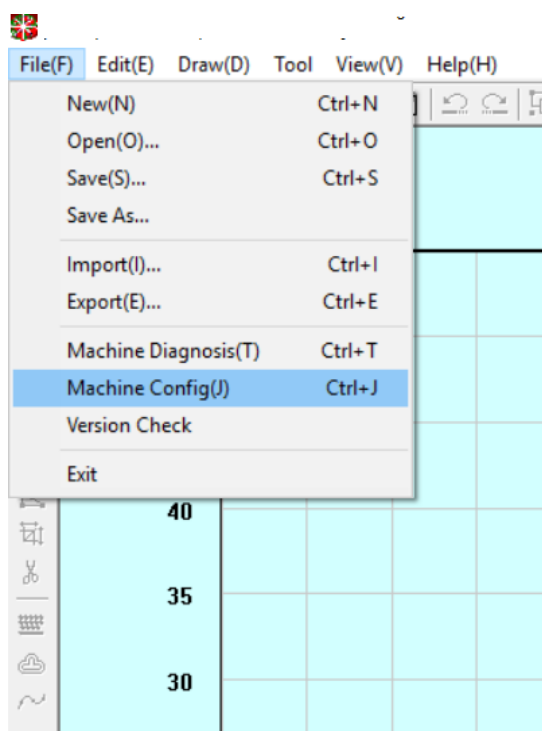 File(F) Edit(E) Draw(D) Tool View(V) Help(H)
New(N) Ctrl+N
Open(O)... Ctrl+O
Save(S)... Ctrl+S
Save As...
Import(I)... Ctrl+I
Export(E)... Ctrl+E
Machine Diagnosis(T) Ctrl+T
Machine Config(J) Ctrl+J
Version Check
Exit
40
35
30